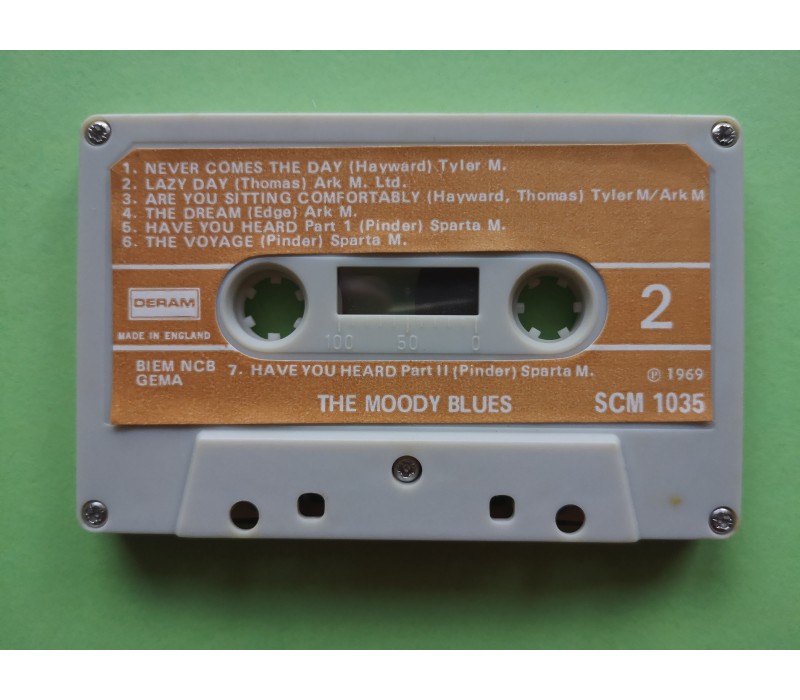 1. NEVER COMES THE DAY (Hayward) Tyler M.
2. LAZY DAY (Thomas) Ark M. Ltd.
3. ARE YOU SITTING COMFORTABLY (Hayward, Thomas) Tyler M/Ark M
4. THE DREAM (Edge) Ark M.
5. HAVE YOU HEARD Part 1 (Pinder) Sparta M.
6. THE VOYAGE (Pinder) Sparta M.
DERAM
MADE IN ENGLAND
100 50 0
2
BIEM NCB
GEMA
7. HAVE YOU HEARD Part II (Pinder) Sparta M.
℗ 1969
THE MOODY BLUES
SCM 1035